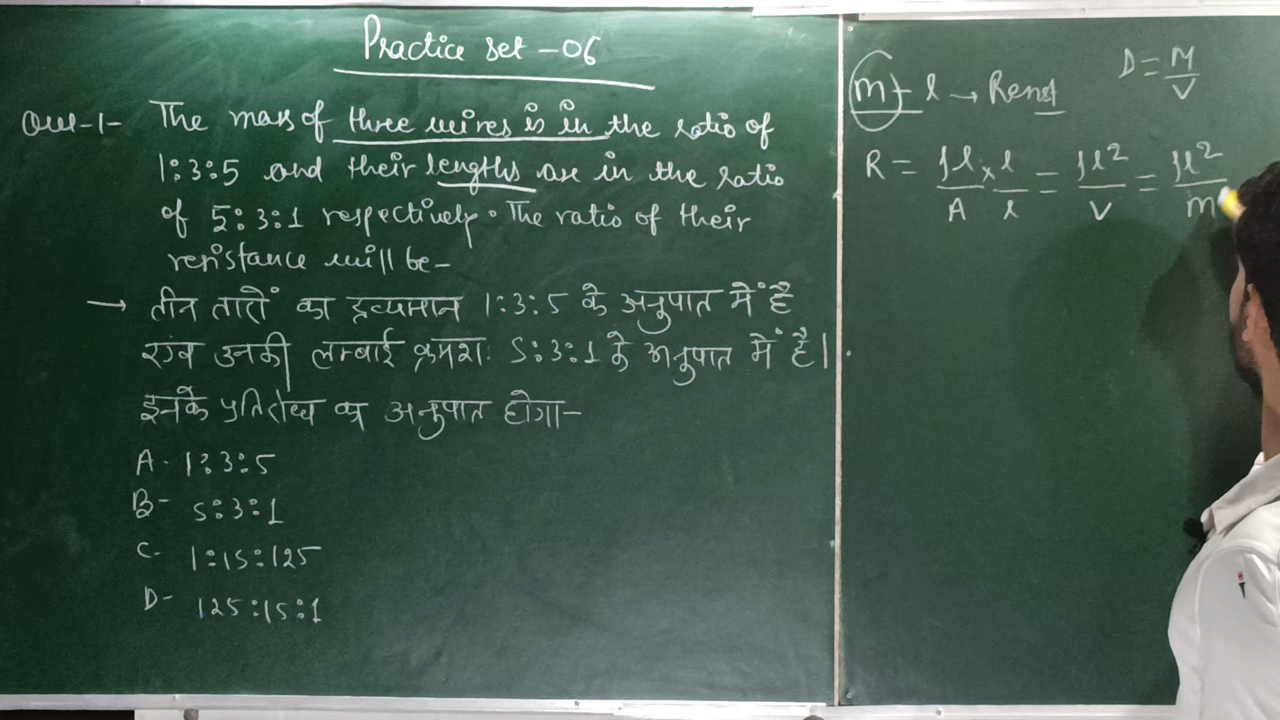 Practice set - 06
Que-1- The mass of three wires is in the ratio of
1:3:5 and their lengths are in the ratio
of 5:3:1 respectively. The ratio of their
resistance will be-
→ तीन तारों का द्रव्यमान 1:3:5 के अनुपात में है
एवं उनकी लम्बाई क्रमशः 5:3:1 के अनुपात में है।
इनके प्रतिरोध का अनुपात होगा-
A. 1:3:5
B- 5:3:1
C. 1:15:125
D- 125:15:1
m + l →
D = M/V
R = ρl/A × l/l = ρl²/V = ρl²/m